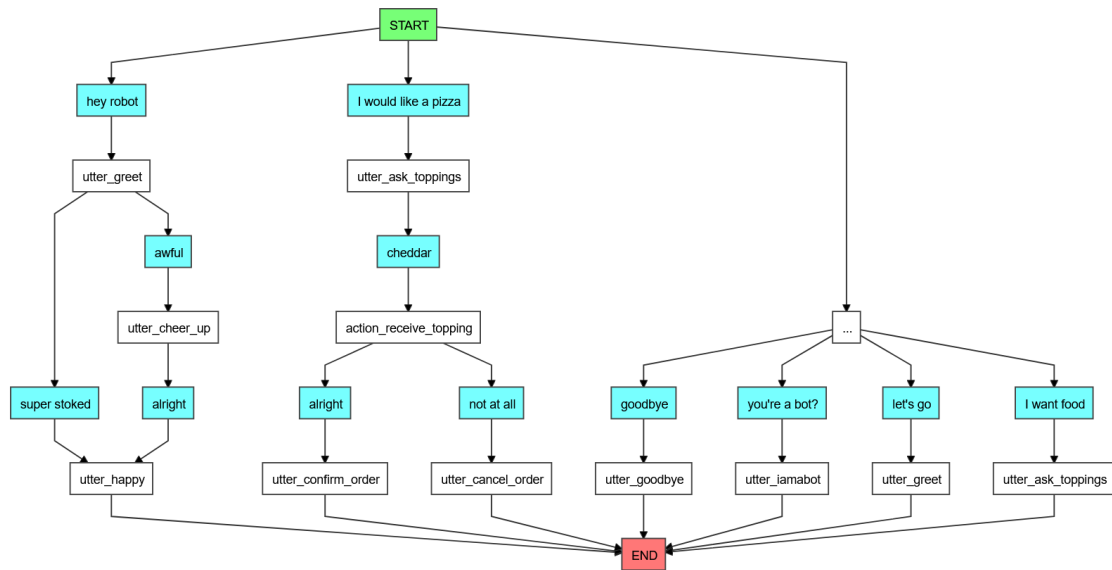 START
hey robot
I would like a pizza
utter_greet
utter_ask_toppings
awful
cheddar
utter_cheer_up
action_receive_topping
...
super stoked
alright
alright
not at all
goodbye
you're a bot?
let's go
I want food
utter_happy
utter_confirm_order
utter_cancel_order
utter_goodbye
utter_iamabot
utter_greet
utter_ask_toppings
END